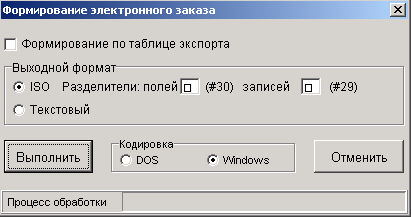 Формирование электронного заказа
Формирование по таблице экспорта
Выходной формат
ISO Разделители: полей (#30) записей (#29)
Текстовый
Выполнить
Кодировка
DOS Windows
Отменить
Процесс обработки